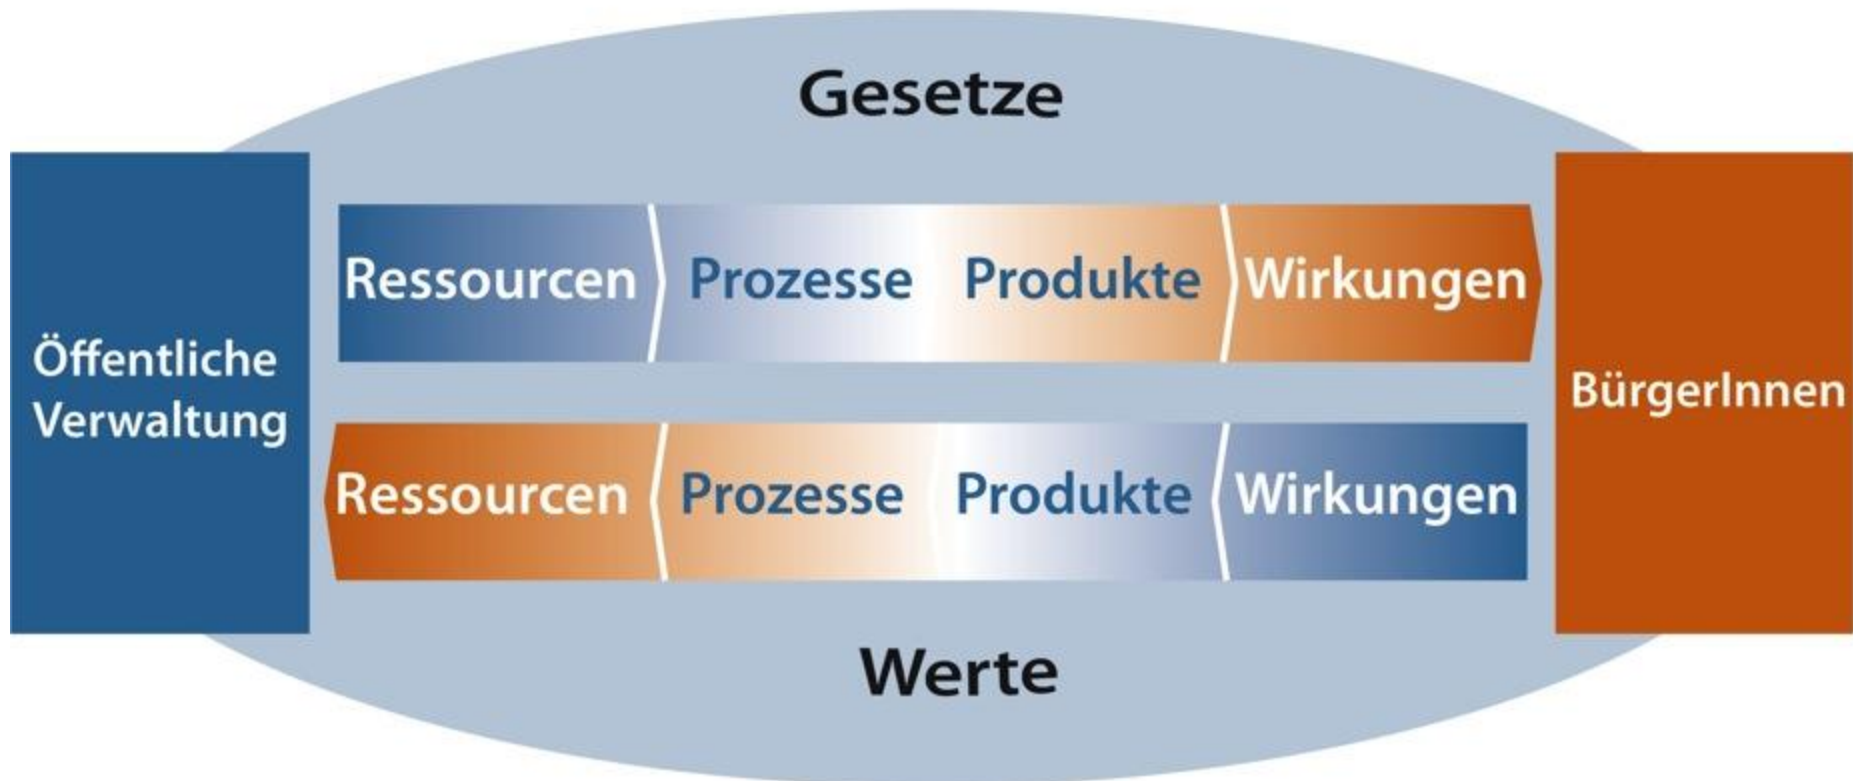 Gesetze
Öffentliche
Verwaltung
Ressourcen Prozesse Produkte Wirkungen
Ressourcen Prozesse Produkte Wirkungen
BürgerInnen
Werte